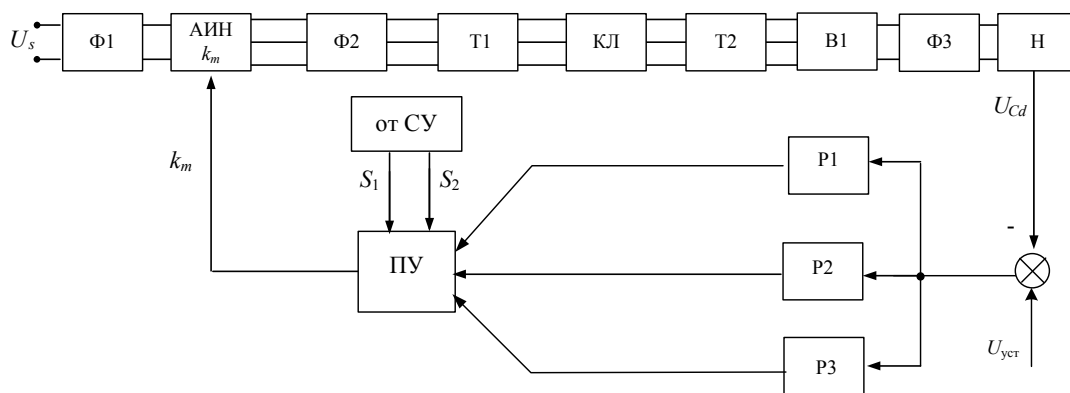 U_s
Ф1
АИН
k_m
Ф2
Т1
КЛ
Т2
В1
Ф3
Н
U_Cd
от СУ
k_m
S_1
S_2
Р1
ПУ
Р2
-
Р3
U_уст